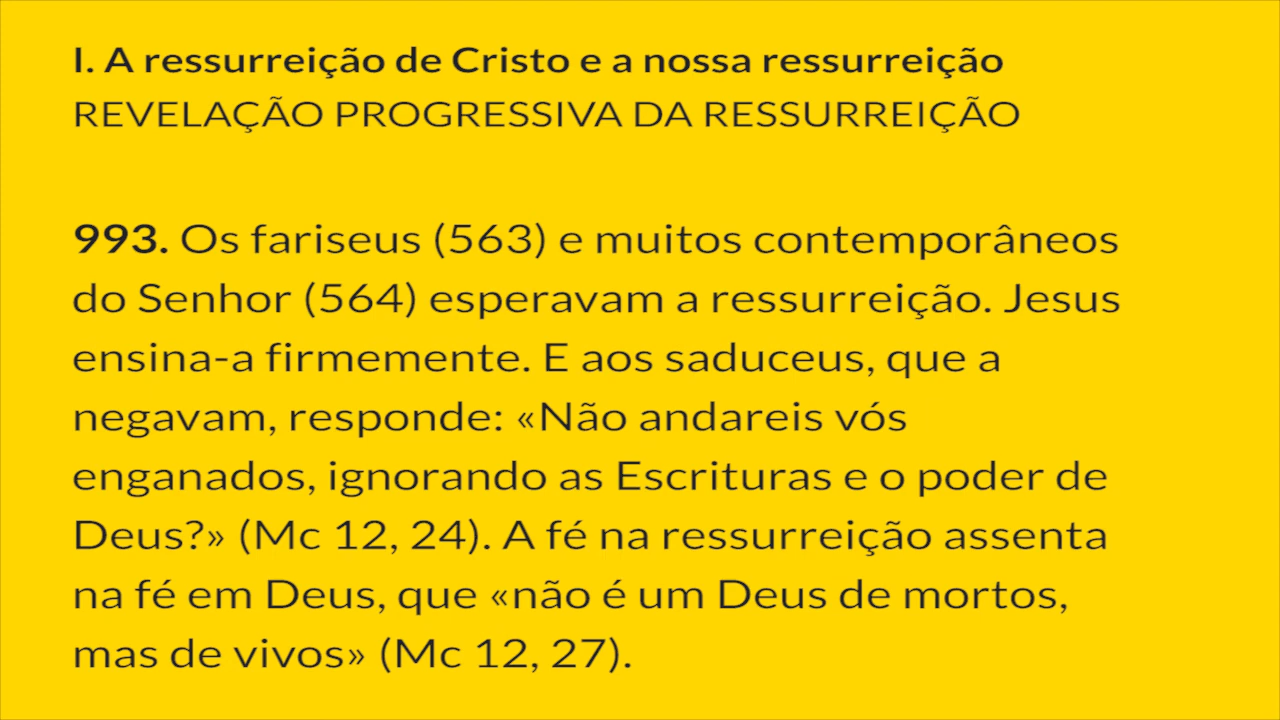 I. A ressurreição de Cristo e a nossa ressurreição
REVELAÇÃO PROGRESSIVA DA RESSURREIÇÃO
993. Os fariseus (563) e muitos contemporâneos
do Senhor (564) esperavam a ressurreição. Jesus
ensina-a firmemente. E aos saduceus, que a
negavam, responde: «Não andareis vós
enganados, ignorando as Escrituras e o poder de
Deus?» (Mc 12, 24). A fé na ressurreição assenta
na fé em Deus, que «não é um Deus de mortos,
mas de vivos» (Mc 12, 27).